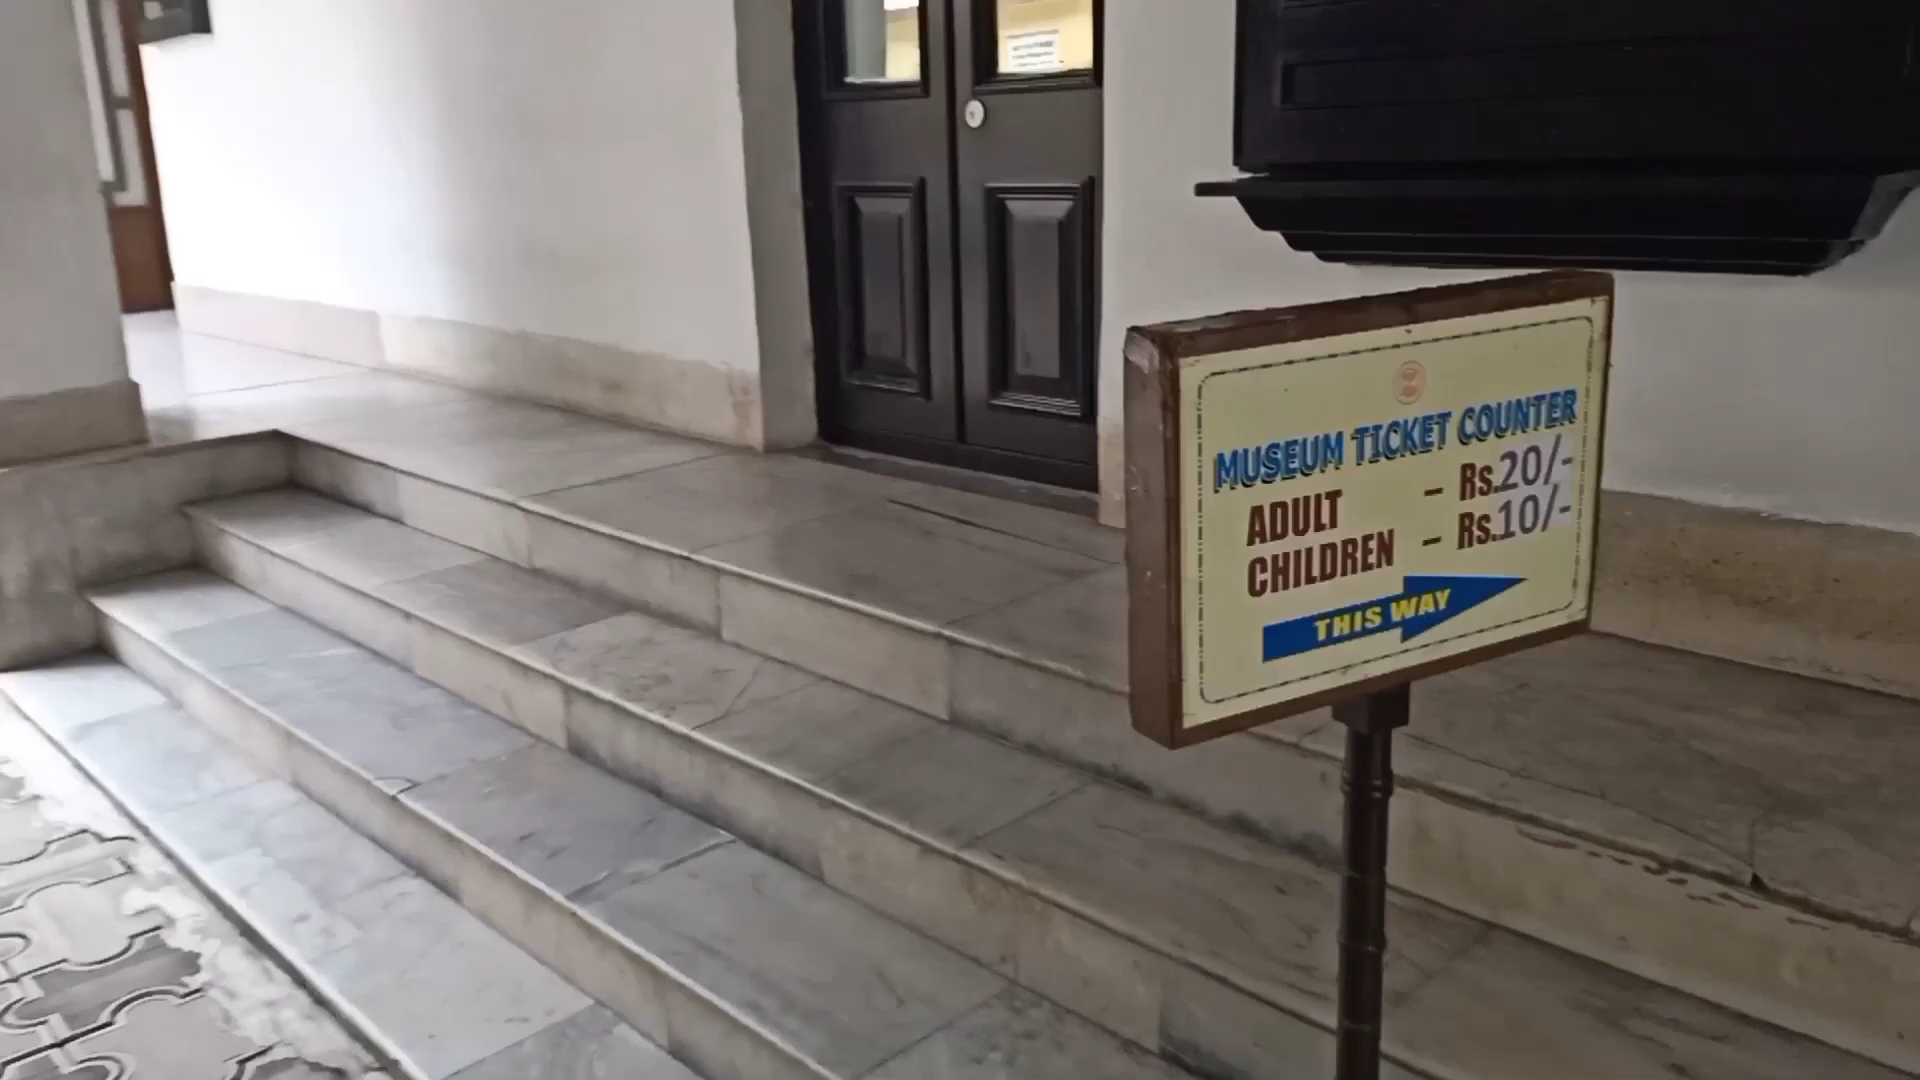 MUSEUM TICKET COUNTER
ADULT - Rs.20/-
CHILDREN - Rs.10/-
THIS WAY